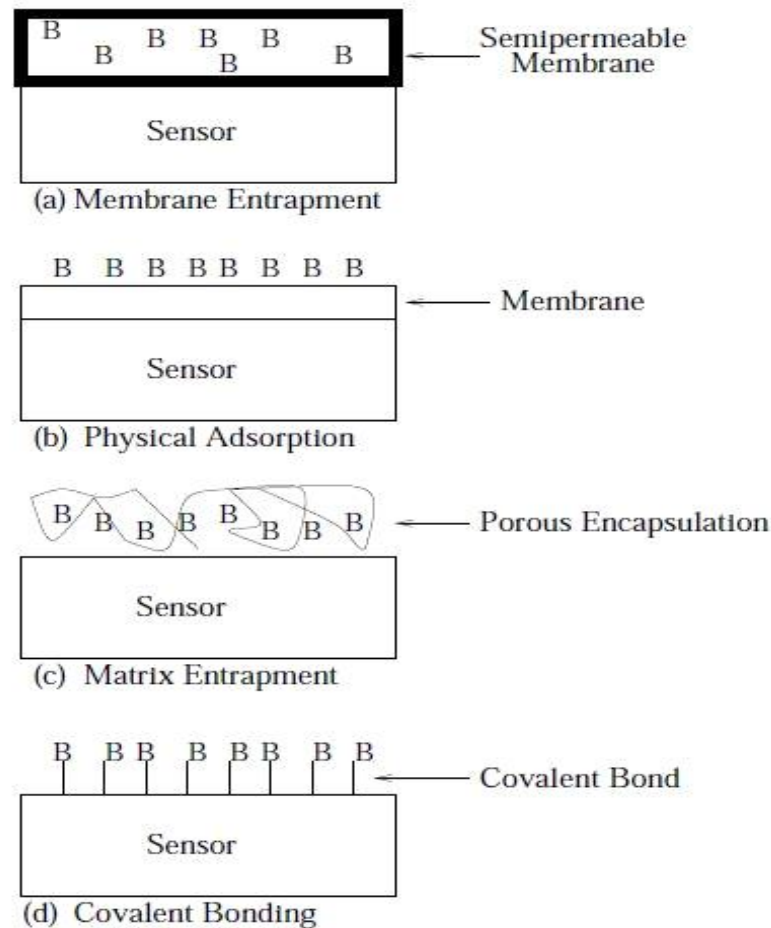 B B B B B B B
Semipermeable
Membrane
Sensor
(a) Membrane Entrapment
B B B B B B B B
Membrane
Sensor
(b) Physical Adsorption
B B B B B B B B
Porous Encapsulation
Sensor
(c) Matrix Entrapment
B B B B B B B B
Covalent Bond
Sensor
(d) Covalent Bonding